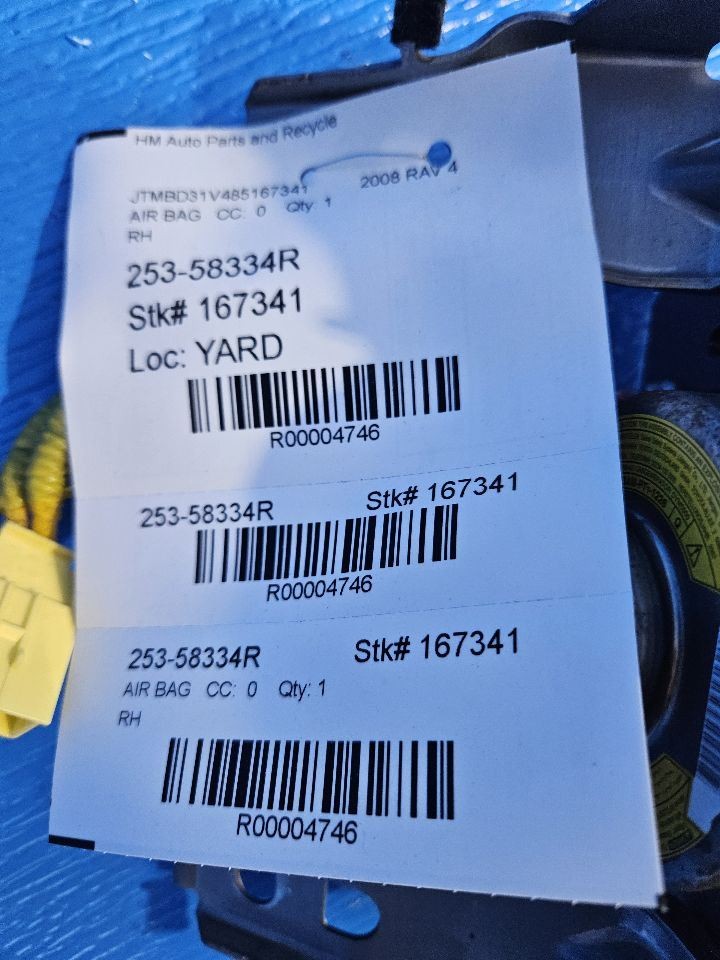 HM Auto Parts and Recycle
JTMBD31V485167341 2008 RAV 4
AIR BAG CC: 0 Qty: 1
RH
253-58334R
Stk# 167341
Loc: YARD
R00004746
253-58334R Stk# 167341
R00004746
253-58334R Stk# 167341
AIR BAG CC: 0 Qty: 1
RH
R00004746